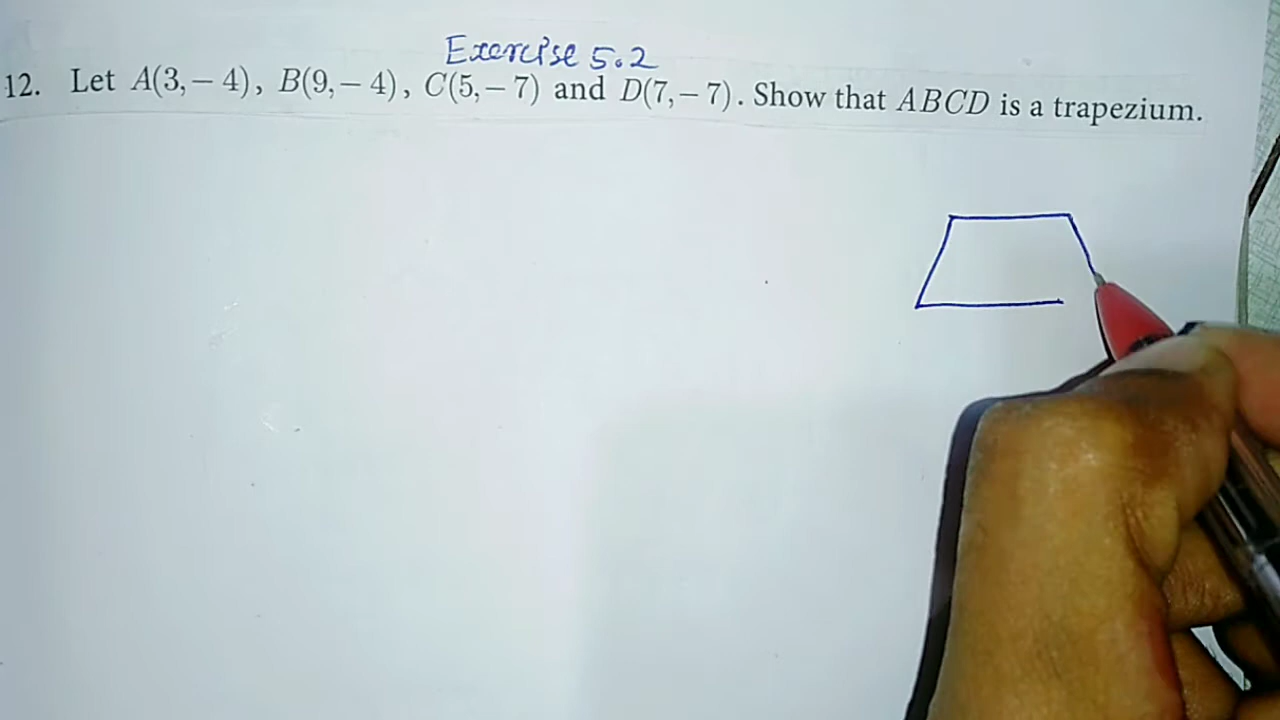 Exercise 5.2
12. Let A(3, – 4), B(9, – 4), C(5, – 7) and D(7, – 7). Show that ABCD is a trapezium.